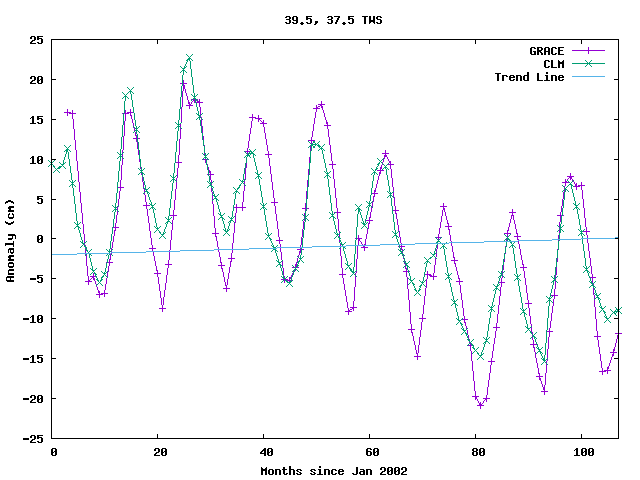 39.5, 37.5 TWS
GRACE
CLM
Trend Line
25
20
15
10
5
0
-5
-10
-15
-20
-25
Anomaly (cm)
0 20 40 60 80 100
Months since Jan 2002